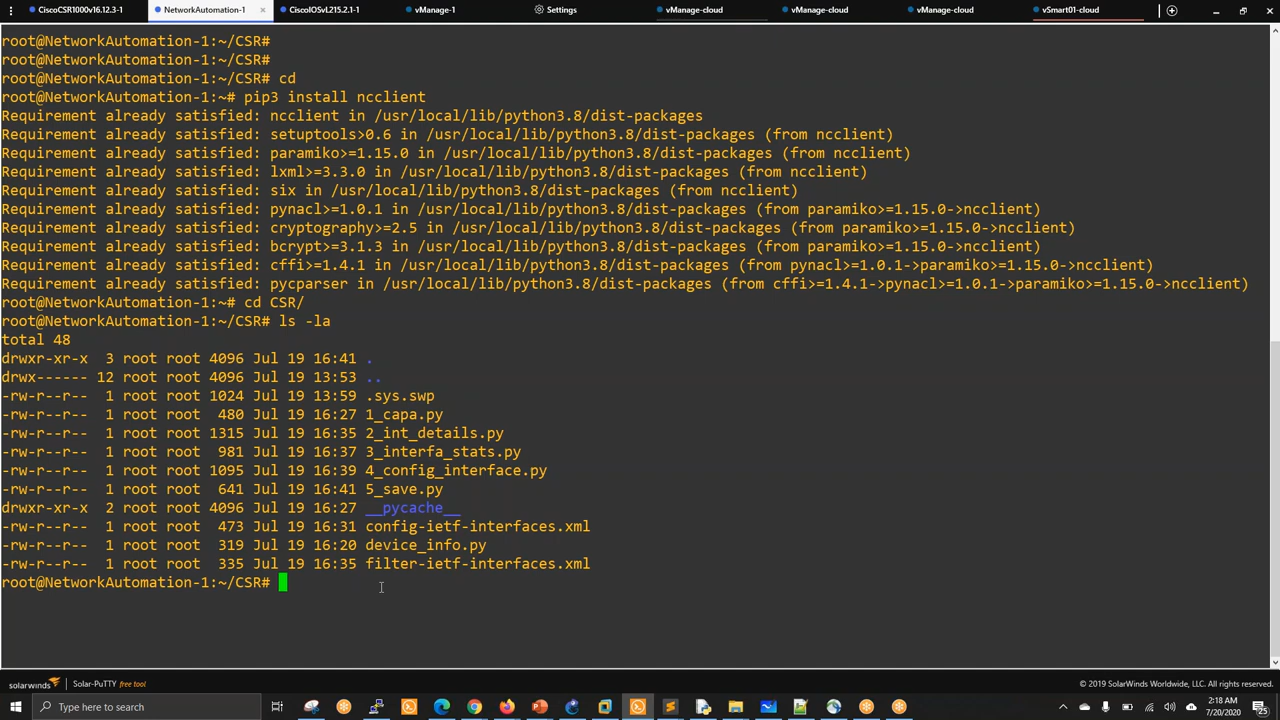 CiscoCSR1000v16.12.3-1 NetworkAutomation-1 × CiscoIOSvL215.2.1-1 vManage-1 Settings vManage-cloud vManage-cloud vManage-cloud vSmart01-cloud
root@NetworkAutomation-1:~/CSR#
root@NetworkAutomation-1:~/CSR#
root@NetworkAutomation-1:~/CSR# cd
root@NetworkAutomation-1:~# pip3 install ncclient
Requirement already satisfied: ncclient in /usr/local/lib/python3.8/dist-packages
Requirement already satisfied: setuptools>0.6 in /usr/local/lib/python3.8/dist-packages (from ncclient)
Requirement already satisfied: paramiko>=1.15.0 in /usr/local/lib/python3.8/dist-packages (from ncclient)
Requirement already satisfied: lxml>=3.3.0 in /usr/local/lib/python3.8/dist-packages (from ncclient)
Requirement already satisfied: six in /usr/local/lib/python3.8/dist-packages (from ncclient)
Requirement already satisfied: pynacl>=1.0.1 in /usr/local/lib/python3.8/dist-packages (from paramiko>=1.15.0->ncclient)
Requirement already satisfied: cryptography>=2.5 in /usr/local/lib/python3.8/dist-packages (from paramiko>=1.15.0->ncclient)
Requirement already satisfied: bcrypt>=3.1.3 in /usr/local/lib/python3.8/dist-packages (from paramiko>=1.15.0->ncclient)
Requirement already satisfied: cffi>=1.4.1 in /usr/local/lib/python3.8/dist-packages (from pynacl>=1.0.1->paramiko>=1.15.0->ncclient)
Requirement already satisfied: pycparser in /usr/local/lib/python3.8/dist-packages (from cffi>=1.4.1->pynacl>=1.0.1->paramiko>=1.15.0->ncclient)
root@NetworkAutomation-1:~# cd CSR/
root@NetworkAutomation-1:~/CSR# ls -la
total 48
drwxr-xr-x 3 root root 4096 Jul 19 16:41 .
drwx------ 12 root root 4096 Jul 19 13:53 ..
-rw-r--r-- 1 root root 1024 Jul 19 13:59 .sys.swp
-rw-r--r-- 1 root root 480 Jul 19 16:27 1_capa.py
-rw-r--r-- 1 root root 1315 Jul 19 16:35 2_int_details.py
-rw-r--r-- 1 root root 981 Jul 19 16:37 3_interfa_stats.py
-rw-r--r-- 1 root root 1095 Jul 19 16:39 4_config_interface.py
-rw-r--r-- 1 root root 641 Jul 19 16:41 5_save.py
drwxr-xr-x 2 root root 4096 Jul 19 16:27 __pycache__
-rw-r--r-- 1 root root 473 Jul 19 16:31 config-ietf-interfaces.xml
-rw-r--r-- 1 root root 319 Jul 19 16:20 device_info.py
-rw-r--r-- 1 root root 335 Jul 19 16:35 filter-ietf-interfaces.xml
root@NetworkAutomation-1:~/CSR#
solarwinds Solar-PuTTY free tool © 2019 SolarWinds Worldwide, LLC. All rights reserved.
Type here to search
2:18 AM
7/20/2020
25